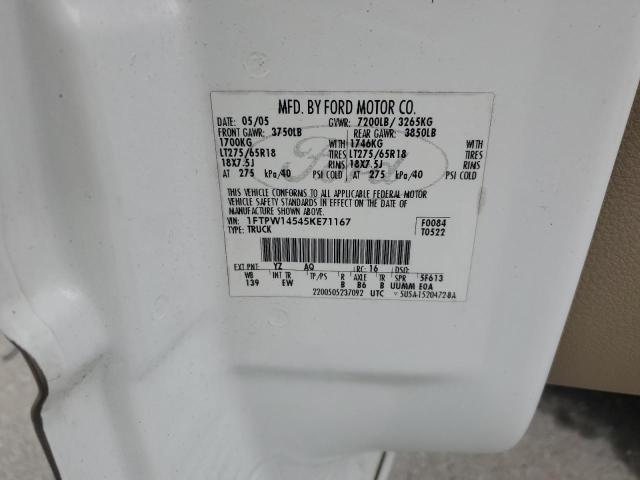 MFD. BY FORD MOTOR CO.
DATE: 05/05 GVWR: 7200LB/ 3265KG
FRONT GAWR: 3750LB REAR GAWR: 3850LB
1700KG WITH 1746KG WITH
LT275/65R18 TIRES LT275/65R18 TIRES
18X7.5J RIMS 18X7.5J RIMS
AT 275 kPa/40 PSI COLD AT 275 kPa/40 PSI COLD
THIS VEHICLE CONFORMS TO ALL APPLICABLE FEDERAL MOTOR
VEHICLE SAFETY STANDARDS IN EFFECT ON THE DATE OF
MANUFACTURE SHOWN ABOVE.
VIN: 1FTPW14545KE71167 F0084
TYPE: TRUCK T0522
EXT PNT: YZ AQ RC: 16 DSO:
WB INT TR TP/PS R AXLE TR SPR 5F613
139 EW B B6 B UUMM E0A
2200505237092 UTC
Ford